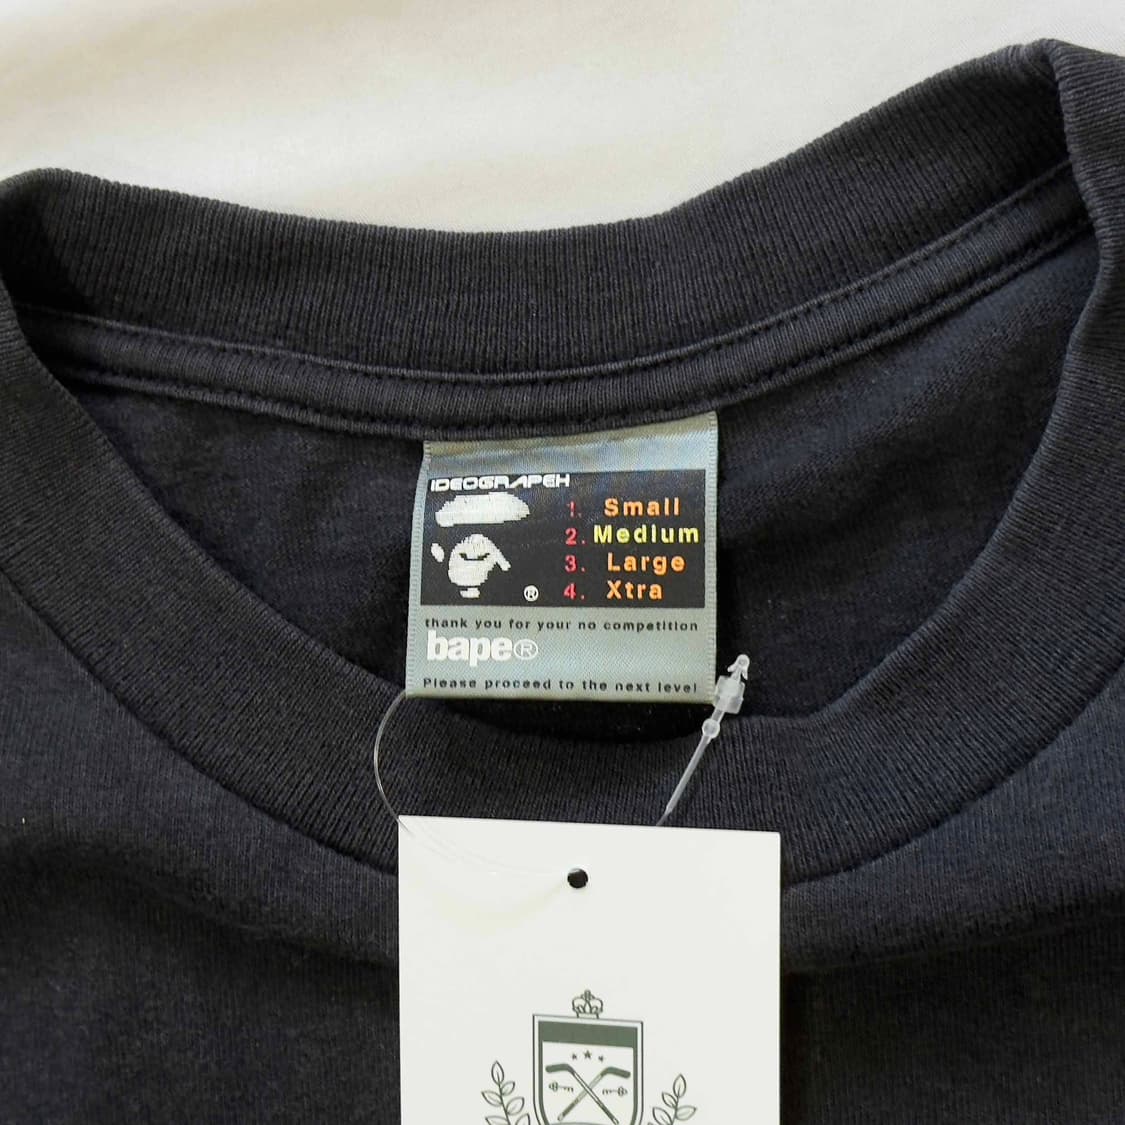 IDEOGRAPEH
1. Small
2. Medium
3. Large
4. Xtra
®
thank you for your no competition
bape®
Please proceed to the next level